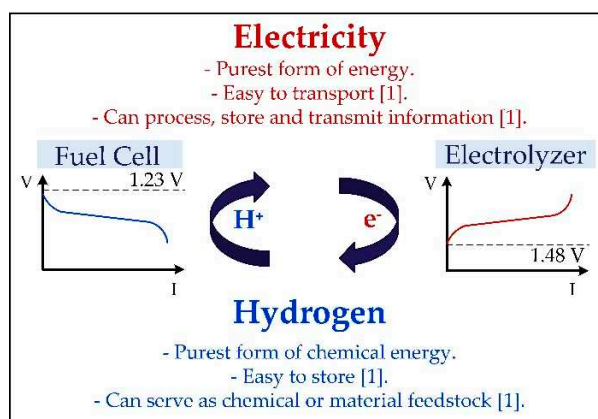 Electricity
- Purest form of energy.
- Easy to transport [1].
- Can process, store and transmit information [1].
Fuel Cell
Electrolyzer
V
1.23 V
H+
e-
V
1.48 V
I
I
Hydrogen
- Purest form of chemical energy.
- Easy to store [1].
- Can serve as chemical or material feedstock [1].